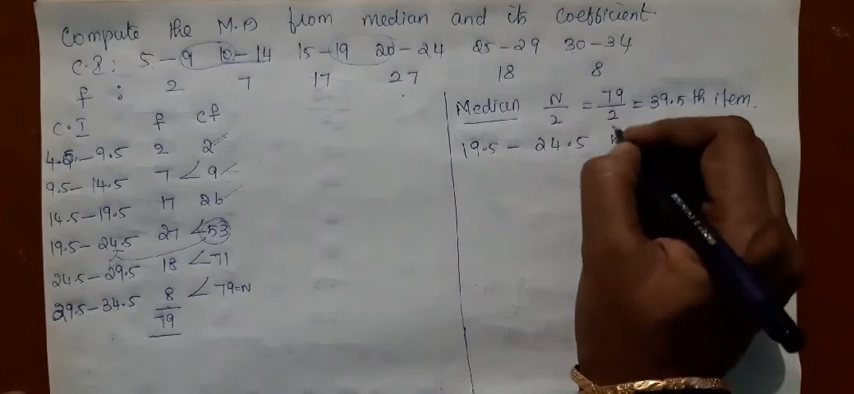 Compute the M.D from median and its coefficient.
C.I : 5-9 10-14 15-19 20-24 25-29 30-34
f : 2 7 17 27 18 8
C.I f cf
4.5-9.5 2 2
9.5-14.5 7 9
14.5-19.5 17 26
19.5-24.5 27 53
24.5-29.5 18 71
29.5-34.5 8 79=N
79
Median N/2 = 79/2 = 39.5 th item.
19.5 - 24.5